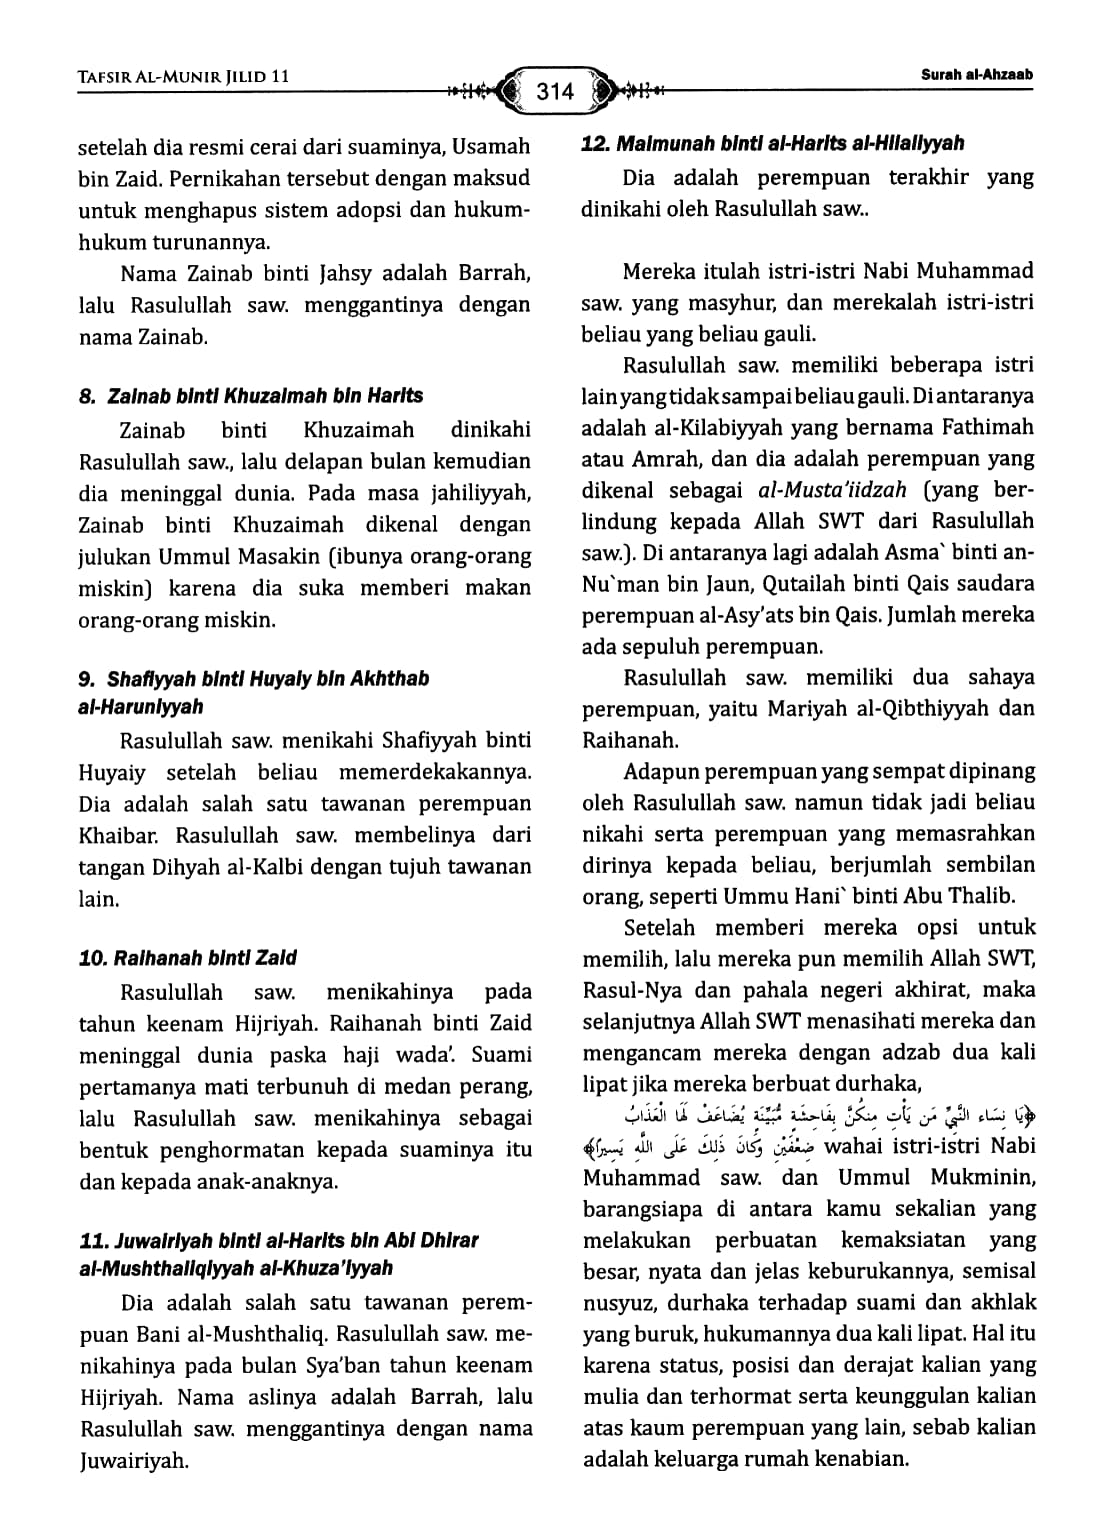 TAFSIR AL-MUNIR JILID 11
314
Surah al-Ahzaab
setelah dia resmi cerai dari suaminya, Usamah
bin Zaid. Pernikahan tersebut dengan maksud
untuk menghapus sistem adopsi dan hukum-
hukum turunannya.
Nama Zainab binti Jahsy adalah Barrah,
lalu Rasulullah saw. menggantinya dengan
nama Zainab.
8. Zainab binti Khuzaimah bin Harits
Zainab binti Khuzaimah dinikahi
Rasulullah saw., lalu delapan bulan kemudian
dia meninggal dunia. Pada masa jahiliyyah,
Zainab binti Khuzaimah dikenal dengan
julukan Ummul Masakin (ibunya orang-orang
miskin) karena dia suka memberi makan
orang-orang miskin.
9. Shafiyyah binti Huyaiy bin Akhthab
al-Haruniyyah
Rasulullah saw. menikahi Shafiyyah binti
Huyaiy setelah beliau memerdekakannya.
Dia adalah salah satu tawanan perempuan
Khaibar. Rasulullah saw. membelinya dari
tangan Dihyah al-Kalbi dengan tujuh tawanan
lain.
10. Raihanah binti Zaid
Rasulullah saw. menikahinya pada
tahun keenam Hijriyah. Raihanah binti Zaid
meninggal dunia paska haji wada'. Suami
pertamanya mati terbunuh di medan perang,
lalu Rasulullah saw. menikahinya sebagai
bentuk penghormatan kepada suaminya itu
dan kepada anak-anaknya.
11. Juwairiyah binti al-Harits bin Abi Dhirar
al-Mushthaliqiyyah al-Khuza'iyyah
Dia adalah salah satu tawanan perem-
puan Bani al-Mushthaliq. Rasulullah saw. me-
nikahinya pada bulan Sya'ban tahun keenam
Hijriyah. Nama aslinya adalah Barrah, lalu
Rasulullah saw. menggantinya dengan nama
Juwairiyah.
12. Maimunah binti al-Harits al-Hilaliyyah
Dia adalah perempuan terakhir yang
dinikahi oleh Rasulullah saw..
Mereka itulah istri-istri Nabi Muhammad
saw. yang masyhur, dan merekalah istri-istri
beliau yang beliau gauli.
Rasulullah saw. memiliki beberapa istri
lain yang tidak sampai beliau gauli. Di antaranya
adalah al-Kilabiyyah yang bernama Fathimah
atau Amrah, dan dia adalah perempuan yang
dikenal sebagai al-Musta'iidzah (yang ber-
lindung kepada Allah SWT dari Rasulullah
saw.). Di antaranya lagi adalah Asma` binti an-
Nu`man bin Jaun, Qutailah binti Qais saudara
perempuan al-Asy'ats bin Qais. Jumlah mereka
ada sepuluh perempuan.
Rasulullah saw. memiliki dua sahaya
perempuan, yaitu Mariyah al-Qibthiyyah dan
Raihanah.
Adapun perempuan yang sempat dipinang
oleh Rasulullah saw. namun tidak jadi beliau
nikahi serta perempuan yang memasrahkan
dirinya kepada beliau, berjumlah sembilan
orang, seperti Ummu Hani` binti Abu Thalib.
Setelah memberi mereka opsi untuk
memilih, lalu mereka pun memilih Allah SWT,
Rasul-Nya dan pahala negeri akhirat, maka
selanjutnya Allah SWT menasihati mereka dan
mengancam mereka dengan adzab dua kali
lipat jika mereka berbuat durhaka,
﴿يَا نِسَاء النَّبِيِّ مَن يَأْتِ مِنكُنَّ بِفَاحِشَةٍ مُّبَيِّنَةٍ يُضَاعَفْ لَهَا الْعَذَابُ
ضِعْفَيْنِ وَكَانَ ذَلِكَ عَلَى اللَّهِ يَسِيرًا﴾ wahai istri-istri Nabi
Muhammad saw. dan Ummul Mukminin,
barangsiapa di antara kamu sekalian yang
melakukan perbuatan kemaksiatan yang
besar, nyata dan jelas keburukannya, semisal
nusyuz, durhaka terhadap suami dan akhlak
yang buruk, hukumannya dua kali lipat. Hal itu
karena status, posisi dan derajat kalian yang
mulia dan terhormat serta keunggulan kalian
atas kaum perempuan yang lain, sebab kalian
adalah keluarga rumah kenabian.